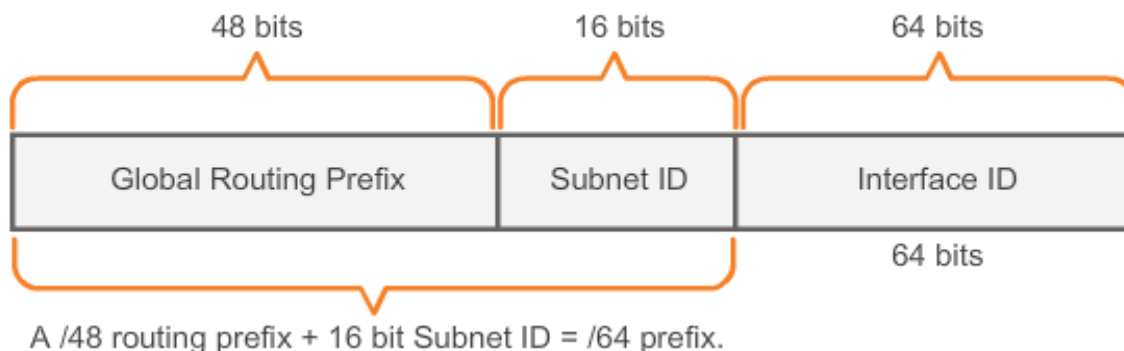 48 bits 16 bits 64 bits
Global Routing Prefix Subnet ID Interface ID
64 bits
A /48 routing prefix + 16 bit Subnet ID = /64 prefix.